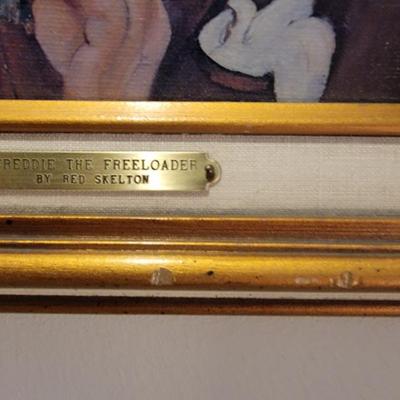 FREDDIE THE FREELOADER
BY RED SKELTON